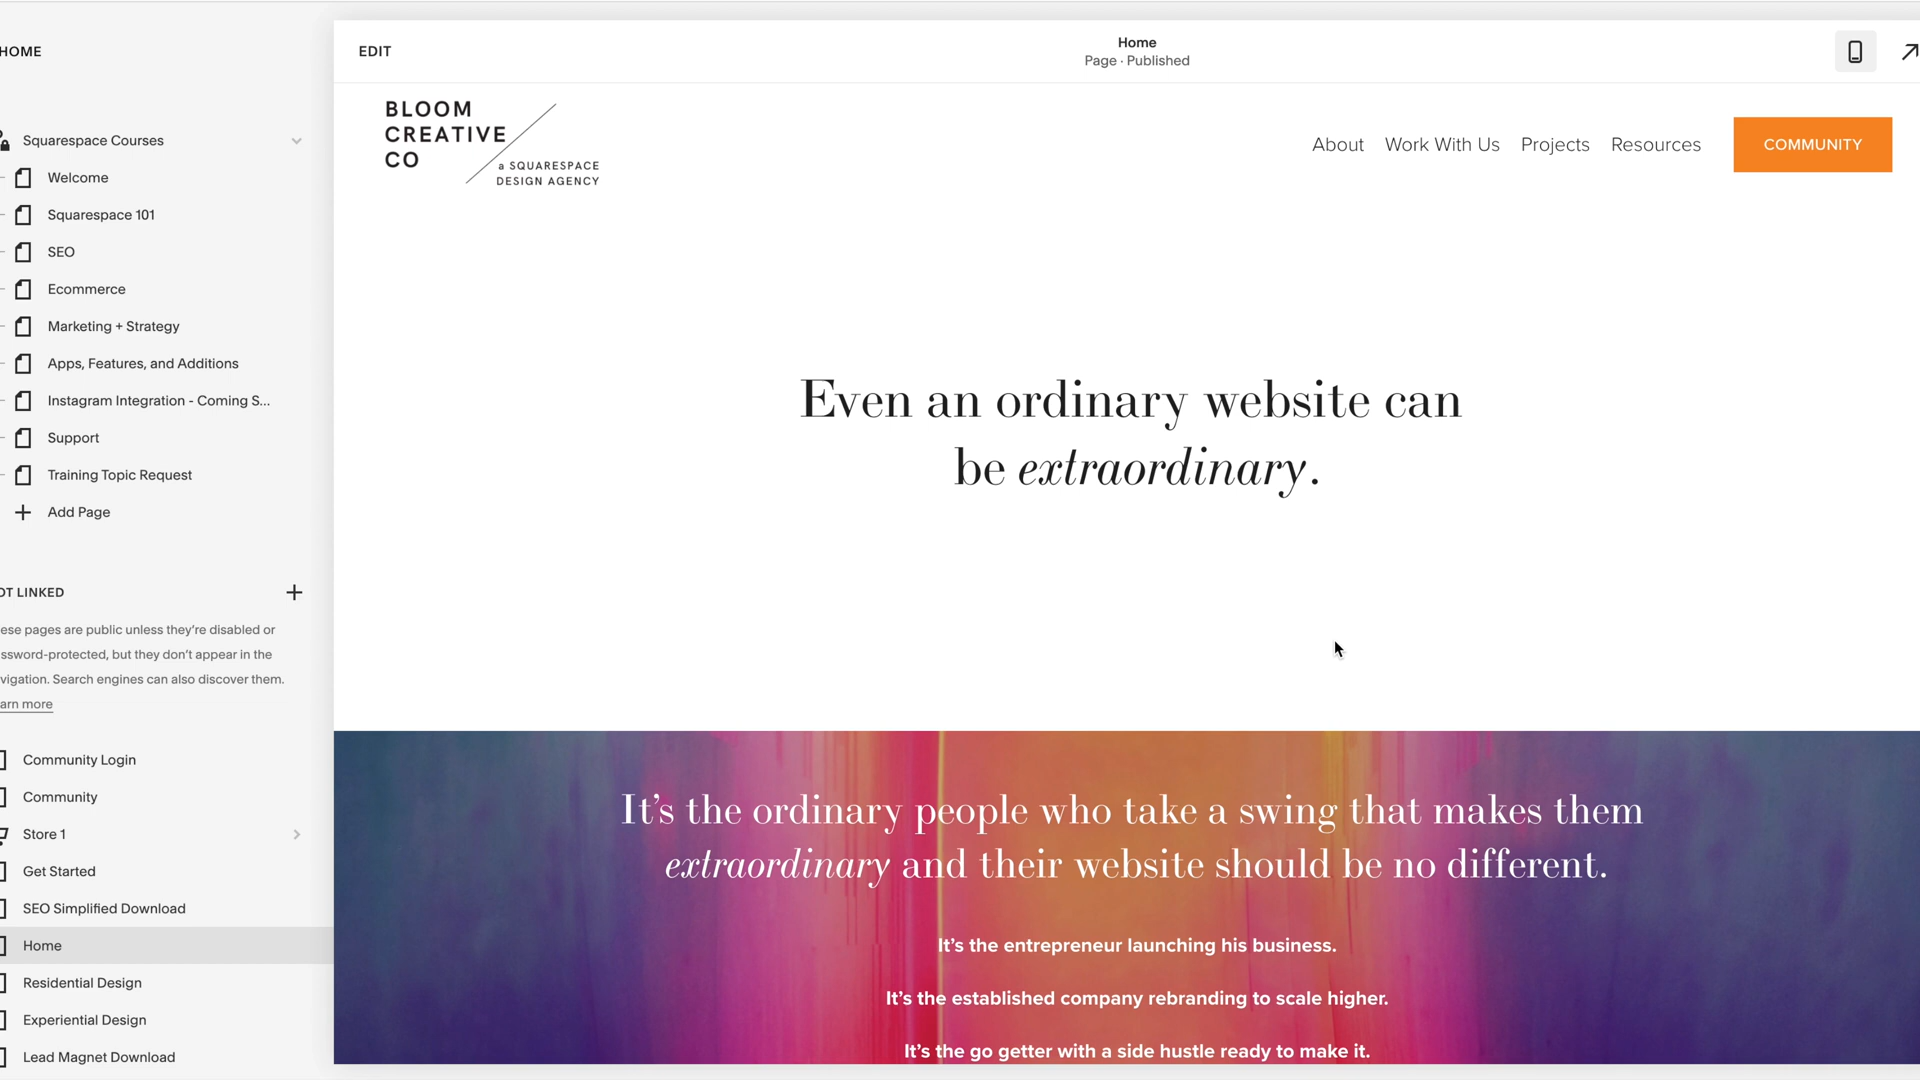 HOME
Squarespace Courses
Welcome
Squarespace 101
SEO
Ecommerce
Marketing + Strategy
Apps, Features, and Additions
Instagram Integration - Coming S...
Support
Training Topic Request
Add Page
OT LINKED
ese pages are public unless they're disabled or
ssword-protected, but they don't appear in the
vigation. Search engines can also discover them.
arn more
Community Login
Community
Store 1
Get Started
SEO Simplified Download
Home
Residential Design
Experiential Design
Lead Magnet Download
EDIT
Home
Page · Published
BLOOM
CREATIVE
CO
a SQUARESPACE
DESIGN AGENCY
About Work With Us Projects Resources COMMUNITY
Even an ordinary website can
be extraordinary.
It's the ordinary people who take a swing that makes them
extraordinary and their website should be no different.
It's the entrepreneur launching his business.
It's the established company rebranding to scale higher.
It's the go getter with a side hustle ready to make it.